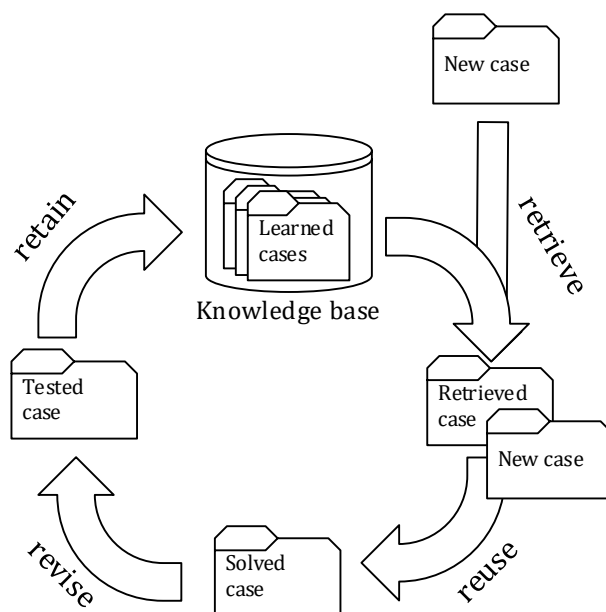 New case
retain
Learned
cases
retrieve
Knowledge base
Tested
case
Retrieved
case
New case
revise
Solved
case
reuse